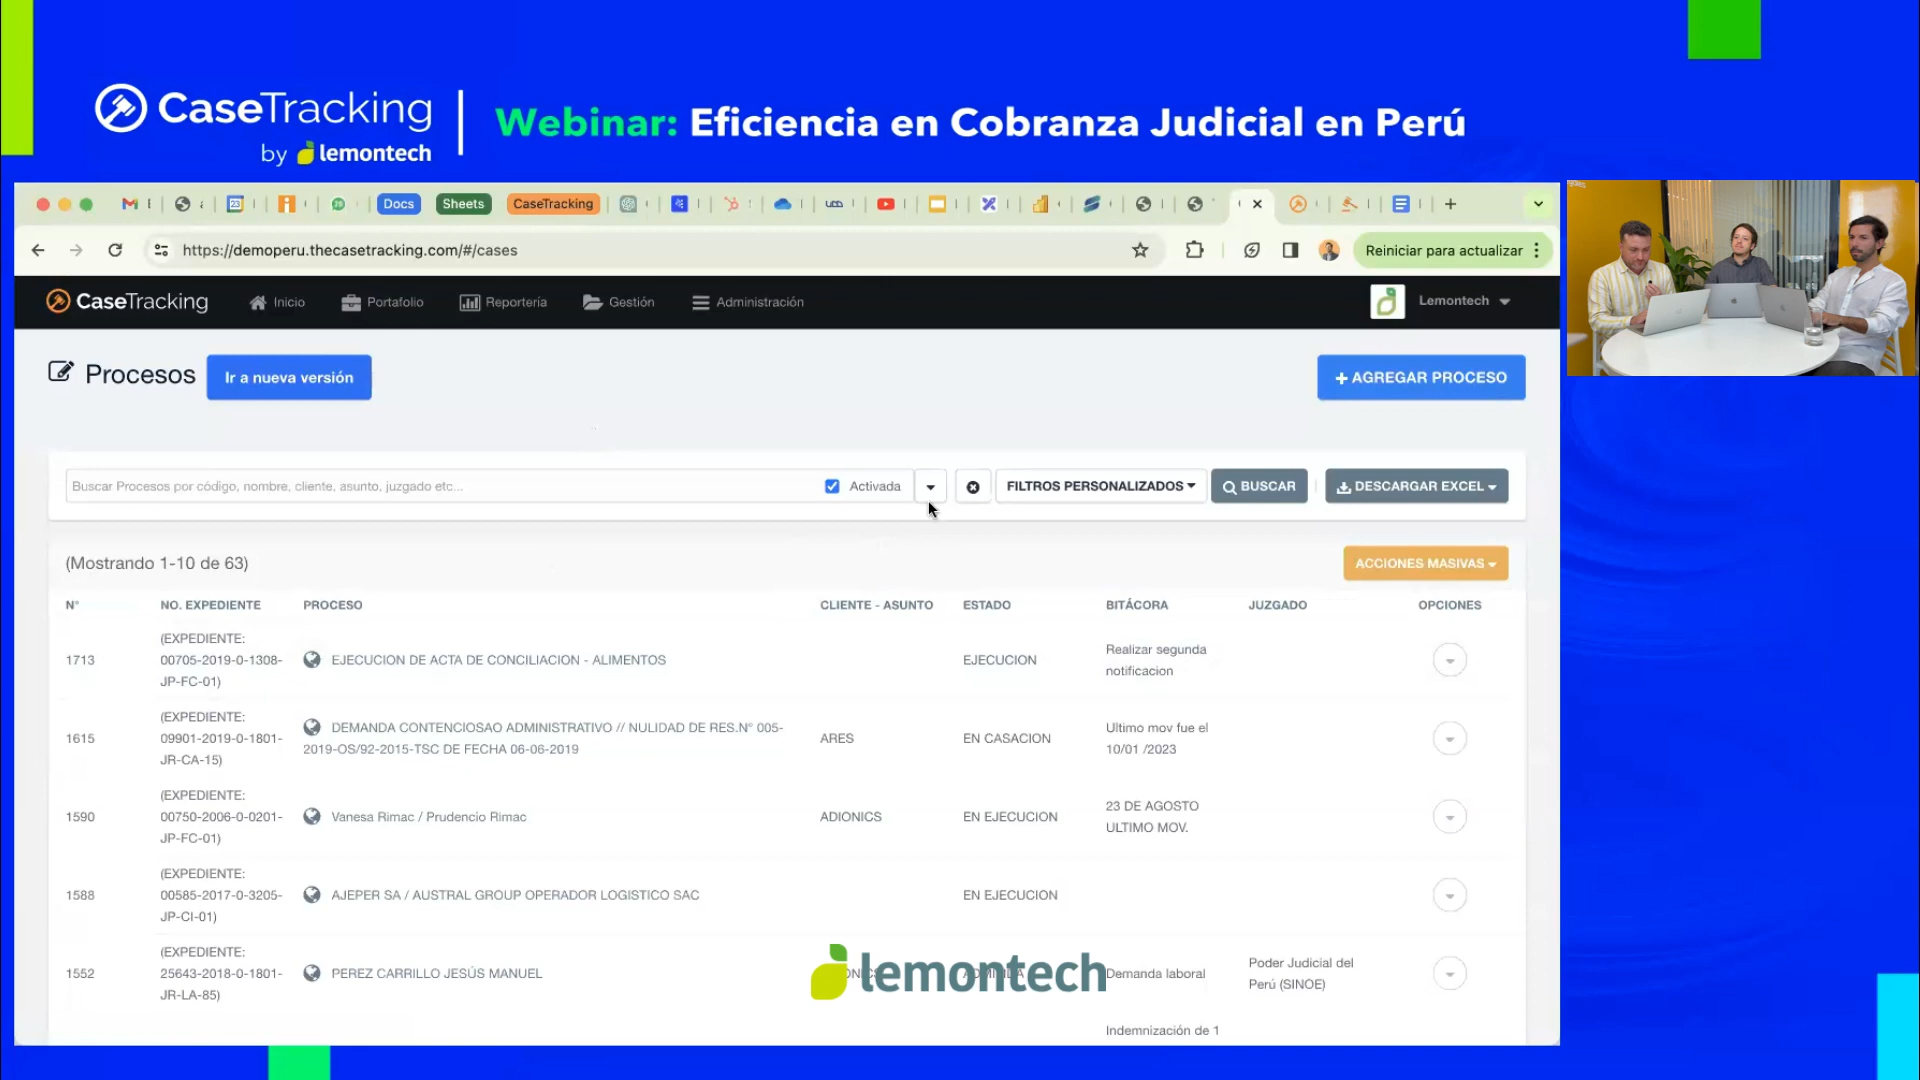 CaseTracking
by lemontech
Webinar: Eficiencia en Cobranza Judicial en Perú
Docs
Sheets
CaseTracking
https://demoperu.thecasetracking.com/#/cases
Reiniciar para actualizar
CaseTracking
Inicio
Portafolio
Reportería
Gestión
Administración
Lemontech
Procesos
Ir a nueva versión
+ AGREGAR PROCESO
Buscar Procesos por código, nombre, cliente, asunto, juzgado etc...
Activada
FILTROS PERSONALIZADOS
BUSCAR
DESCARGAR EXCEL
(Mostrando 1-10 de 63)
ACCIONES MASIVAS
N°
NO. EXPEDIENTE
PROCESO
CLIENTE - ASUNTO
ESTADO
BITÁCORA
JUZGADO
OPCIONES
1713
(EXPEDIENTE:
00705-2019-0-1308-
JP-FC-01)
EJECUCION DE ACTA DE CONCILIACION - ALIMENTOS
EJECUCION
Realizar segunda
notificacion
1615
(EXPEDIENTE:
09901-2019-0-1801-
JR-CA-15)
DEMANDA CONTENCIOSAO ADMINISTRATIVO // NULIDAD DE RES.N° 005-
2019-OS/92-2015-TSC DE FECHA 06-06-2019
ARES
EN CASACION
Ultimo mov fue el
10/01 /2023
1590
(EXPEDIENTE:
00750-2006-0-0201-
JP-FC-01)
Vanesa Rimac / Prudencio Rimac
ADIONICS
EN EJECUCION
23 DE AGOSTO
ULTIMO MOV.
1588
(EXPEDIENTE:
00585-2017-0-3205-
JP-CI-01)
AJEPER SA / AUSTRAL GROUP OPERADOR LOGISTICO SAC
EN EJECUCION
1552
(EXPEDIENTE:
25643-2018-0-1801-
JR-LA-85)
PEREZ CARRILLO JESÚS MANUEL
lemontech
Demanda laboral
Poder Judicial del
Perú (SINOE)
Indemnización de 1